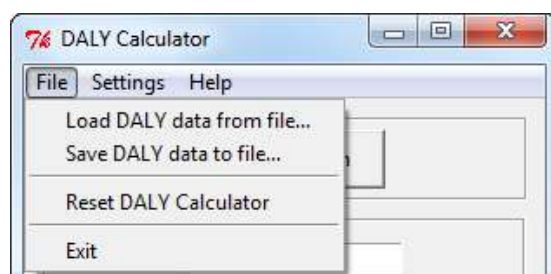 DALY Calculator
File Settings Help
Load DALY data from file...
Save DALY data to file...
Reset DALY Calculator
Exit